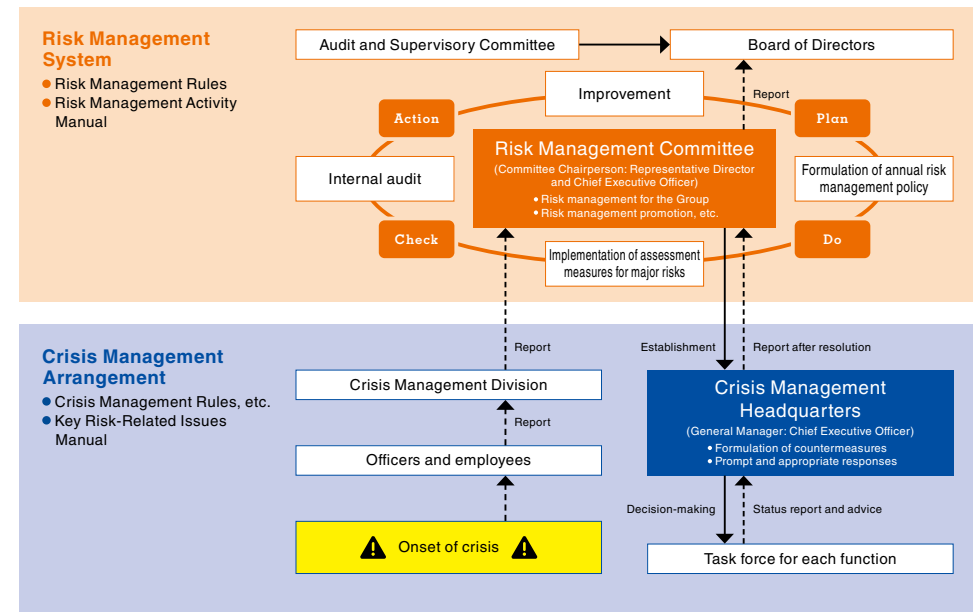 Risk Management
System
● Risk Management Rules
● Risk Management Activity
Manual
Audit and Supervisory Committee
Board of Directors
Improvement
Report
Action
Plan
Risk Management Committee
(Committee Chairperson: Representative Director
and Chief Executive Officer)
• Risk management for the Group
• Risk management promotion, etc.
Internal audit
Formulation of annual risk
management policy
Check
Do
Implementation of assessment
measures for major risks
Crisis Management
Arrangement
● Crisis Management Rules, etc.
● Key Risk-Related Issues
Manual
Report
Establishment
Report after resolution
Crisis Management Division
Report
Officers and employees
Onset of crisis
Crisis Management
Headquarters
(General Manager: Chief Executive Officer)
• Formulation of countermeasures
• Prompt and appropriate responses
Decision-making
Status report and advice
Task force for each function